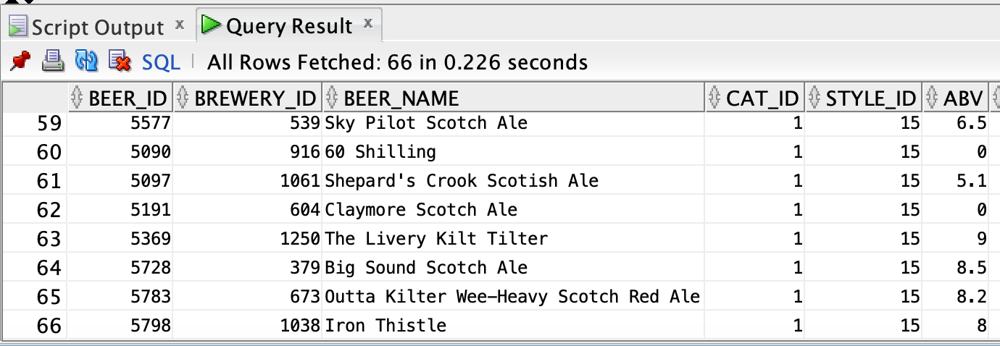 Script Output x Query Result x
SQL All Rows Fetched: 66 in 0.226 seconds
BEER_ID BREWERY_ID BEER_NAME CAT_ID STYLE_ID ABV
59 5577 539 Sky Pilot Scotch Ale 1 15 6.5
60 5090 916 60 Shilling 1 15 0
61 5097 1061 Shepard's Crook Scotish Ale 1 15 5.1
62 5191 604 Claymore Scotch Ale 1 15 0
63 5369 1250 The Livery Kilt Tilter 1 15 9
64 5728 379 Big Sound Scotch Ale 1 15 8.5
65 5783 673 Outta Kilter Wee-Heavy Scotch Red Ale 1 15 8.2
66 5798 1038 Iron Thistle 1 15 8